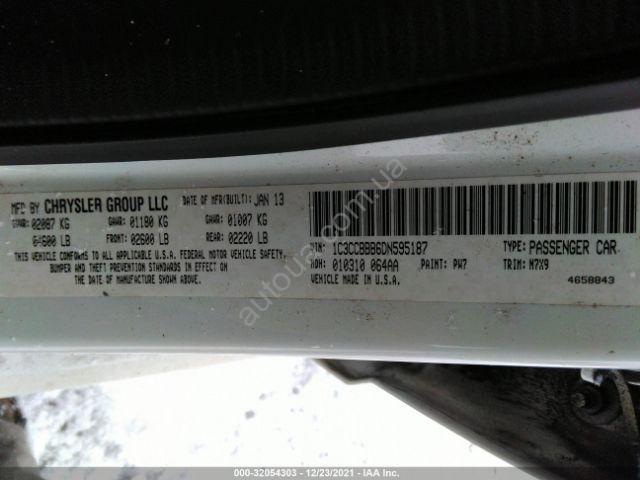 MFD BY CHRYSLER GROUP LLC
DATE OF MFR(BUILT): JAN 13
GVWR: 02087 KG GAWR: 01180 KG GAWR: 01007 KG
04600 LB FRONT: 02600 LB REAR: 02220 LB
THIS VEHICLE CONFORMS TO ALL APPLICABLE U.S.A. FEDERAL MOTOR VEHICLE SAFETY,
BUMPER AND THEFT PREVENTION STANDARDS IN EFFECT ON
THE DATE OF MANUFACTURE SHOWN ABOVE.
VIN: 1C3CCBBB6DN595187 TYPE: PASSENGER CAR
MDH: 010310 064AA PAINT: PW7 TRIM: M7X9
VEHICLE MADE IN U.S.A. 4658843
autoua.com.ua
000-32054303 - 12/23/2021 - IAA Inc.